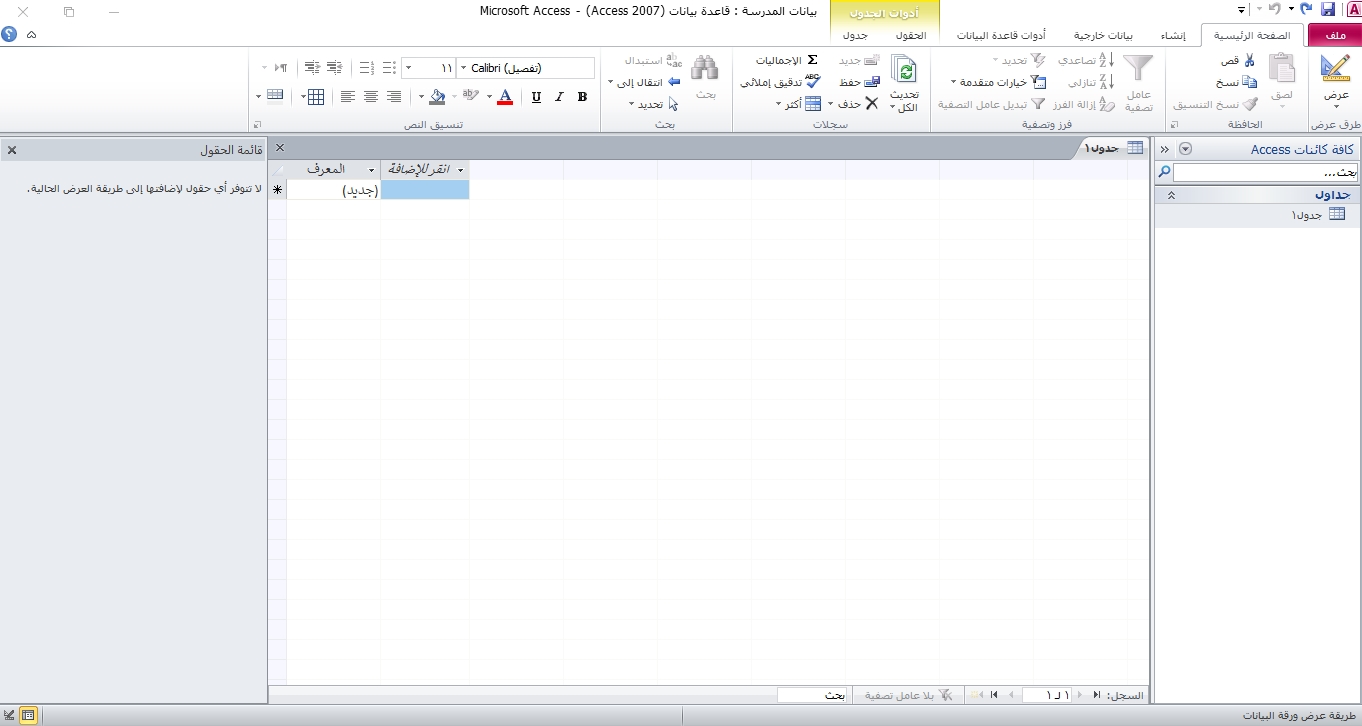 بيانات المدرسة : قاعدة بيانات (Access 2007) - Microsoft Access
أدوات الجدول
ملف الصفحة الرئيسية إنشاء بيانات خارجية أدوات قاعدة البيانات الحقول جدول
عرض
طرق عرض
لصق
قص
نسخ
نسخ التنسيق
الحافظة
عامل تصفية
تصاعدي
تنازلي
إزالة الفرز
تحديد
خيارات متقدمة
تبديل عامل التصفية
فرز وتصفية
تحديث الكل
جديد
حفظ
حذف
الإجماليات
تدقيق إملائي
أكثر
سجلات
بحث
استبدال
انتقال إلى
تحديد
بحث
Calibri (تفصيل)
١١
B I U A
تنسيق النص
كافة كائنات Access
بحث...
جداول
جدول١
جدول١
المعرف
انقر للإضافة
(جديد)
قائمة الحقول
لا تتوفر أي حقول لإضافتها إلى طريقة العرض الحالية.
السجل: ١ لـ ١
بلا عامل تصفية
بحث
طريقة عرض ورقة البيانات